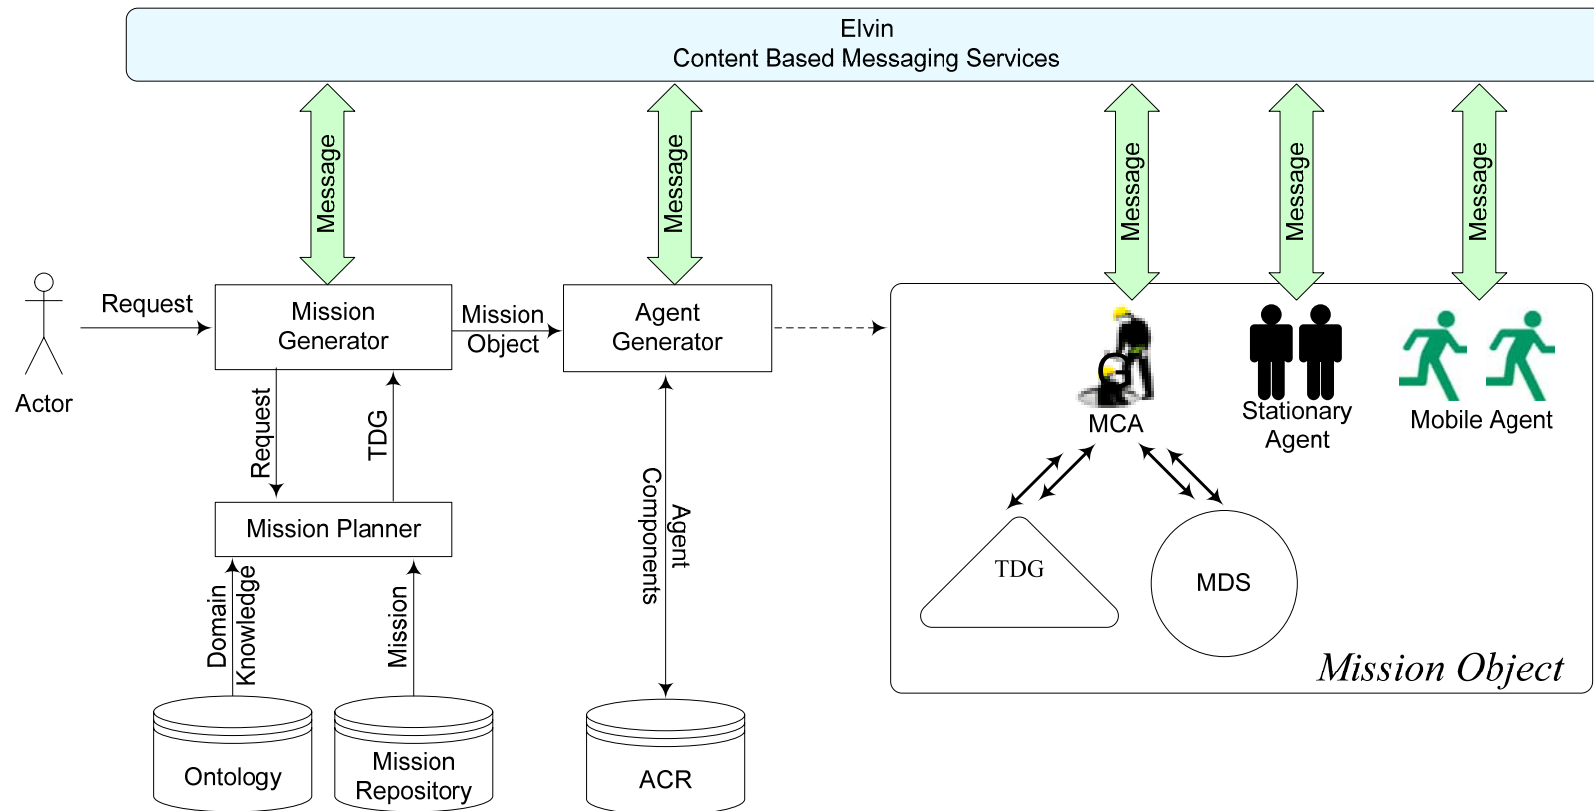 Elvin
Content Based Messaging Services
Message
Message
Message
Message
Message
Request
Mission
Generator
Mission
Object
Agent
Generator
Actor
Request
TDG
MCA
Stationary
Agent
Mobile Agent
Mission Planner
Agent
Components
TDG
MDS
Domain
Knowledge
Mission
Mission Object
Ontology
Mission
Repository
ACR